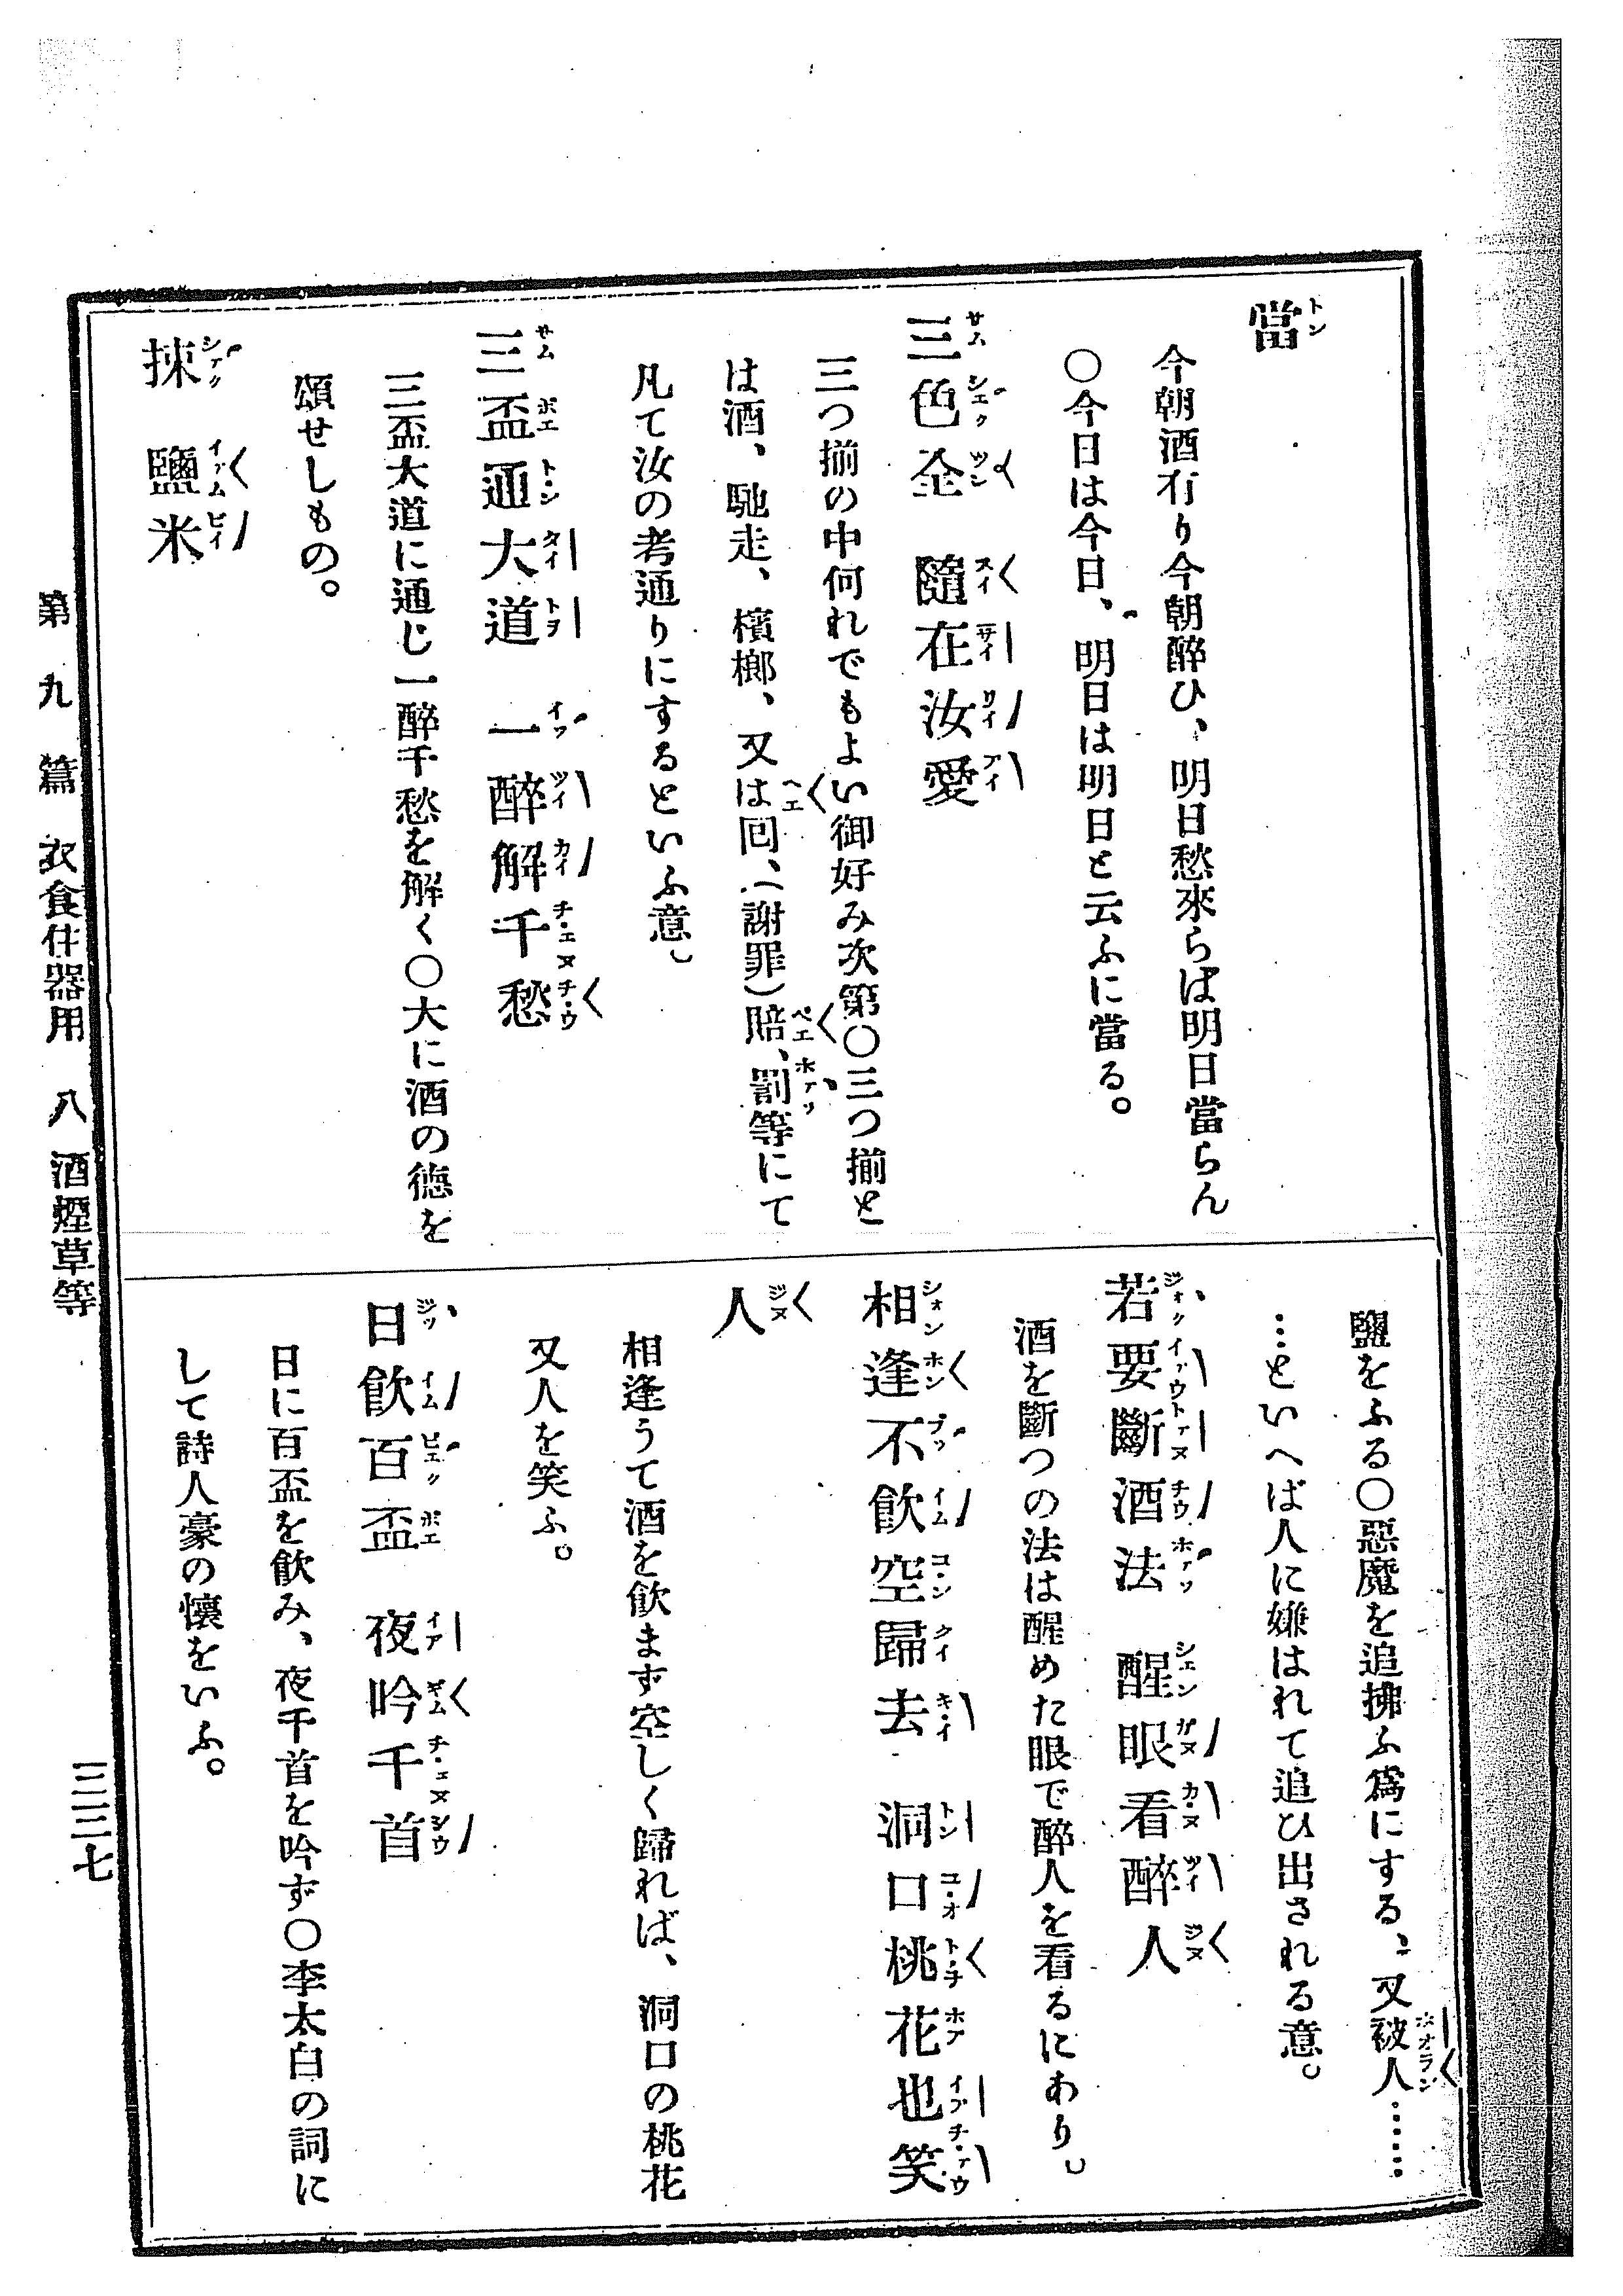 當
今朝酒有り今朝醉ひ、明日愁來らば明日當らん
〇今日は今日、明日は明日と云ふに當る。
三色全　隨在汝愛
三つ揃の中何れでもよい御好み次第〇三つ揃と
は酒、馳走、檳榔、又は囘、(謝罪)賠、罰等にて
凡て汝の考通りにするといふ意。
三盃通大道　一醉解千愁
三盃大道に通じ一醉千愁を解く〇大に酒の德を
頌せしもの。
揀　鹽米
鹽をふる〇惡魔を追拂ふ爲にする、又被人……
…といへば人に嫌はれて追ひ出される意。
若要斷酒法　醒眼看醉人
酒を斷つの法は醒めた眼で醉人を看るにあり。
相逢不飮空歸去　洞口桃花也笑
人
相逢うて酒を飮まず空しく歸れば、洞口の桃花
又人を笑ふ。
日飮百盃　夜吟千首
日に百盃を飮み、夜千首を吟ず〇李太白の詞に
して詩人豪の懷をいふ。
第九篇　衣食住器用　八　酒煙草等
三三七